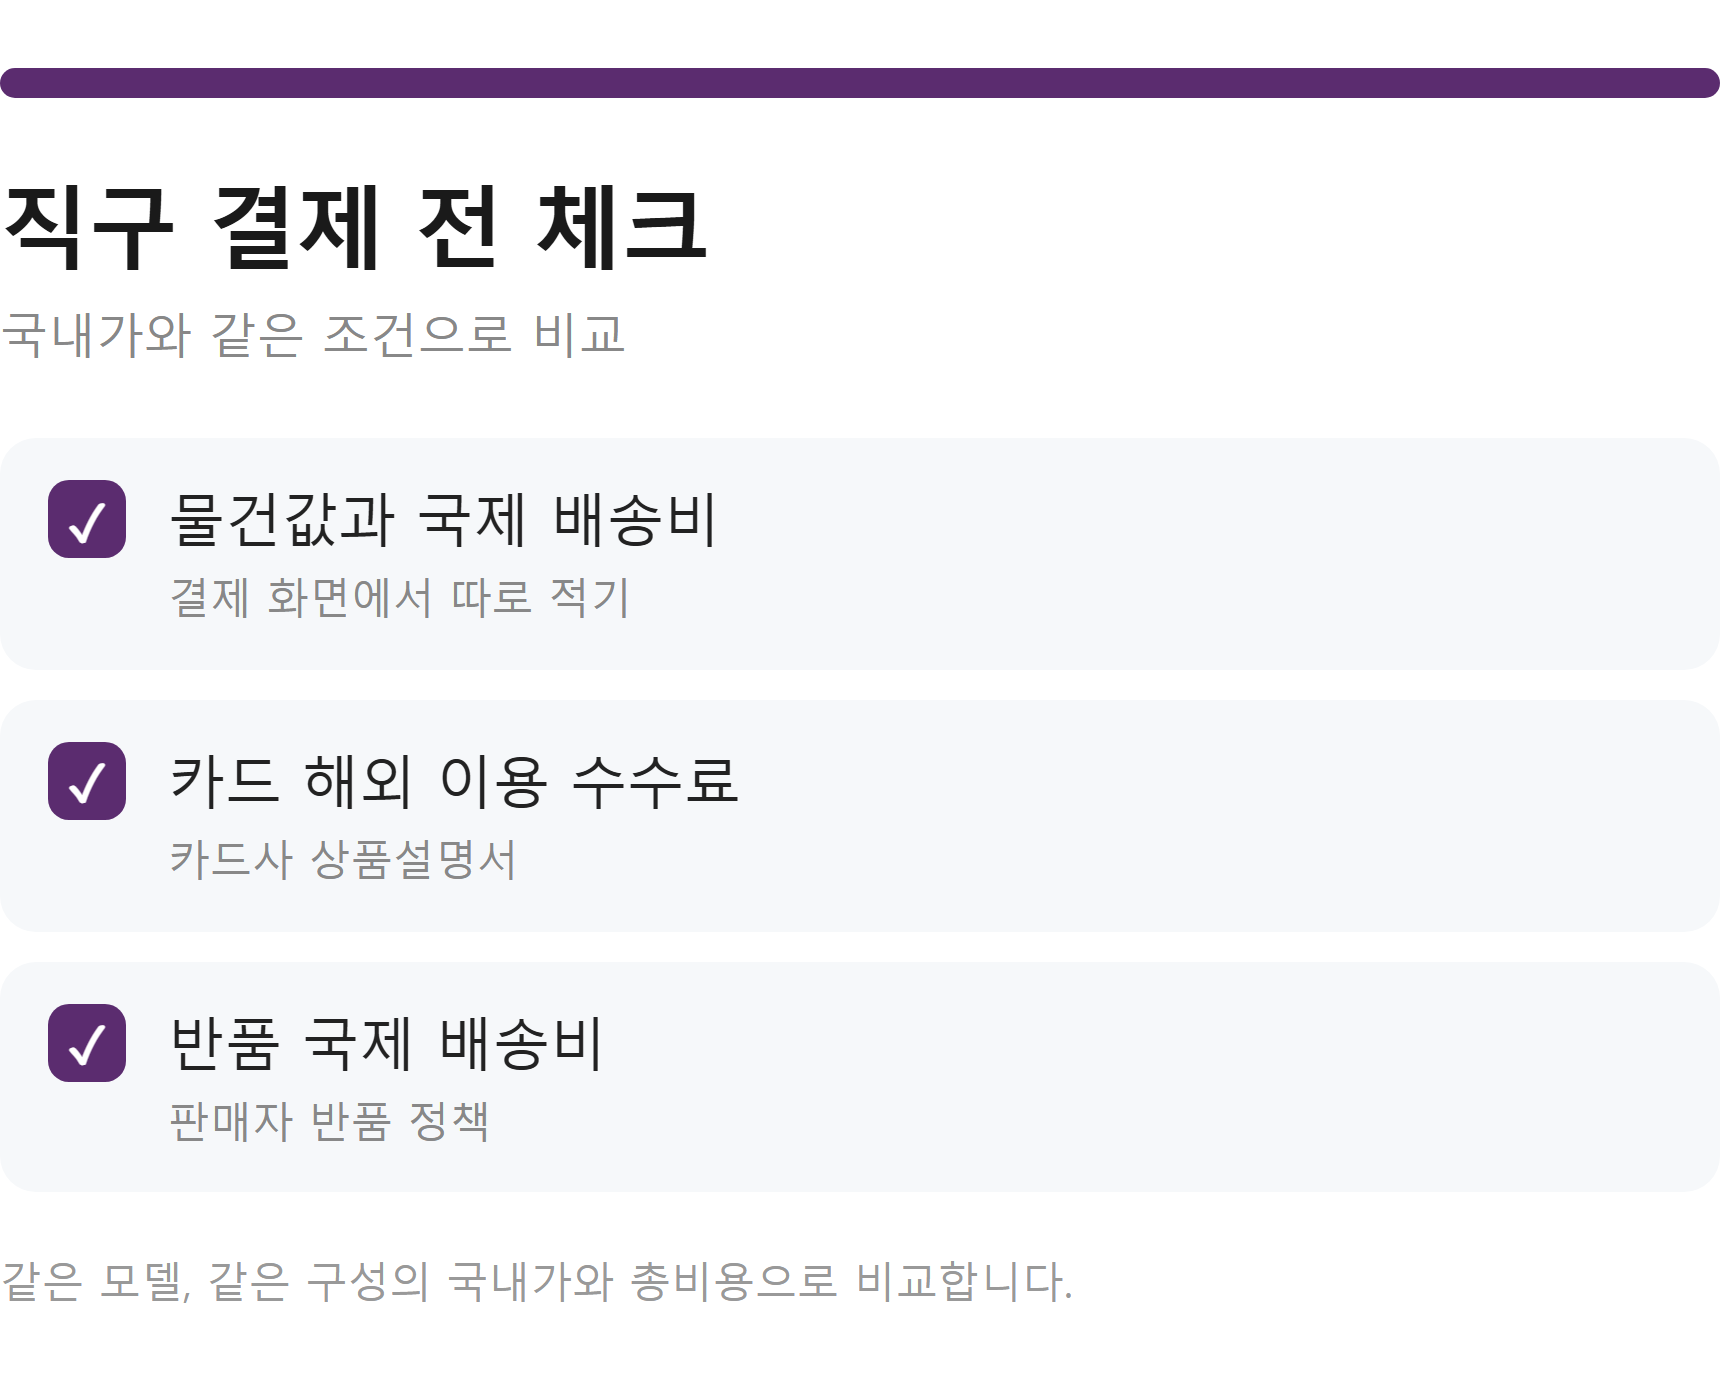 직구 결제 전 체크
국내가와 같은 조건으로 비교
물건값과 국제 배송비
결제 화면에서 따로 적기
카드 해외 이용 수수료
카드사 상품설명서
반품 국제 배송비
판매자 반품 정책
같은 모델, 같은 구성의 국내가와 총비용으로 비교합니다.